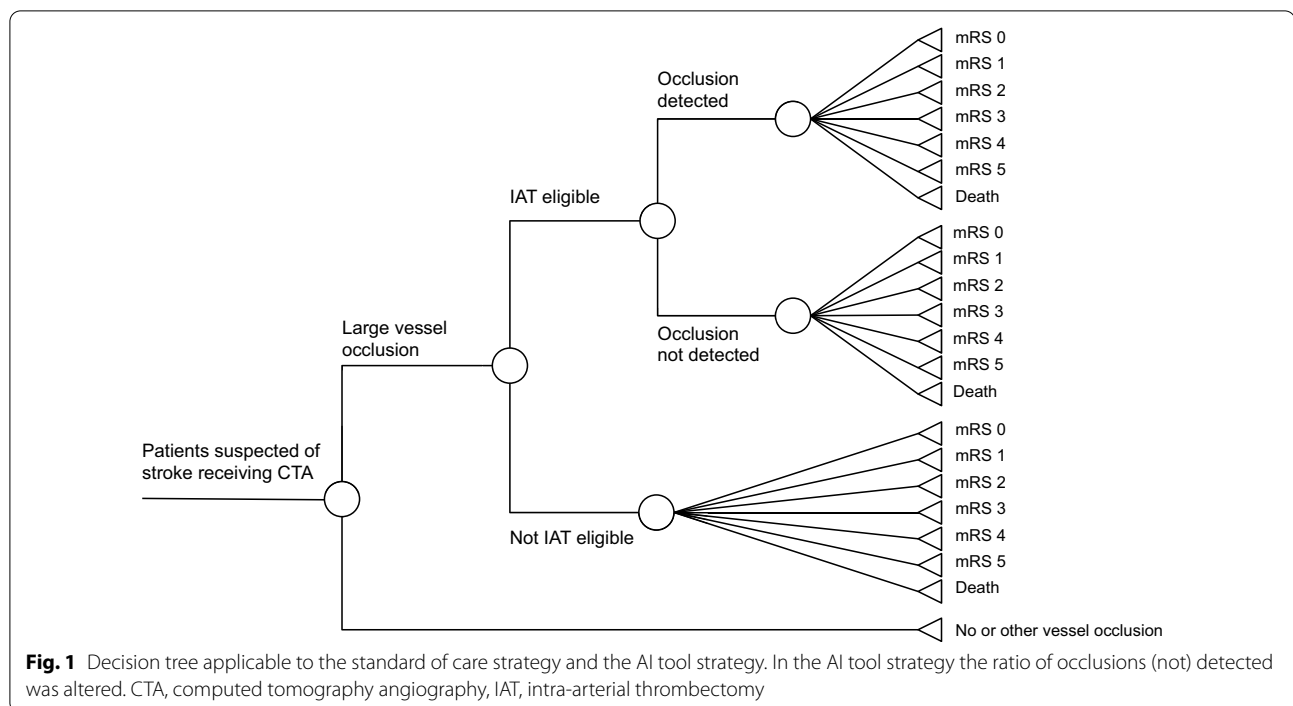 mRS 0
mRS 1
mRS 2
mRS 3
mRS 4
mRS 5
Death
Occlusion
detected
IAT eligible
mRS 0
mRS 1
mRS 2
mRS 3
mRS 4
mRS 5
Death
Occlusion
not detected
Large vessel
occlusion
mRS 0
mRS 1
mRS 2
mRS 3
mRS 4
mRS 5
Death
Patients suspected of
stroke receiving CTA
Not IAT eligible
No or other vessel occlusion
Fig. 1 Decision tree applicable to the standard of care strategy and the AI tool strategy. In the AI tool strategy the ratio of occlusions (not) detected
was altered. CTA, computed tomography angiography, IAT, intra-arterial thrombectomy